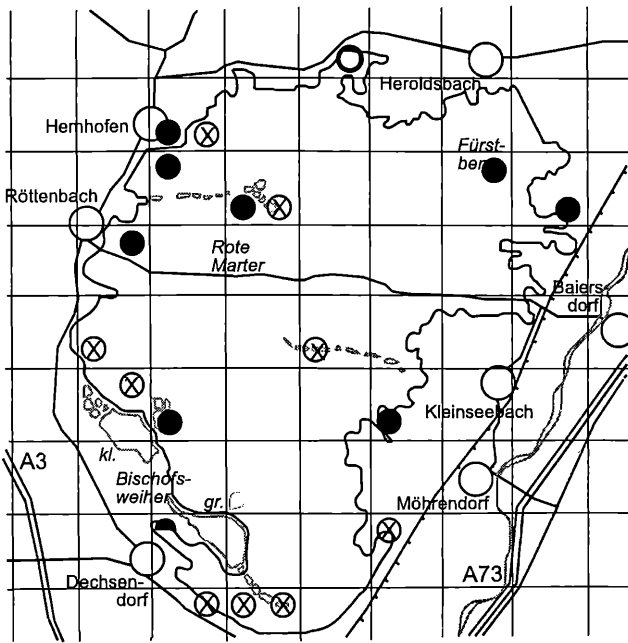 Heroldsbach
Hemhofen
Fürst-
berg
Röttenbach
Rote
Marter
Baiers-
dorf
Kleinseebach
kl.
A3
Bischofs-
weiher
gr.
Möhrendorf
Dechsen-
dorf
A73